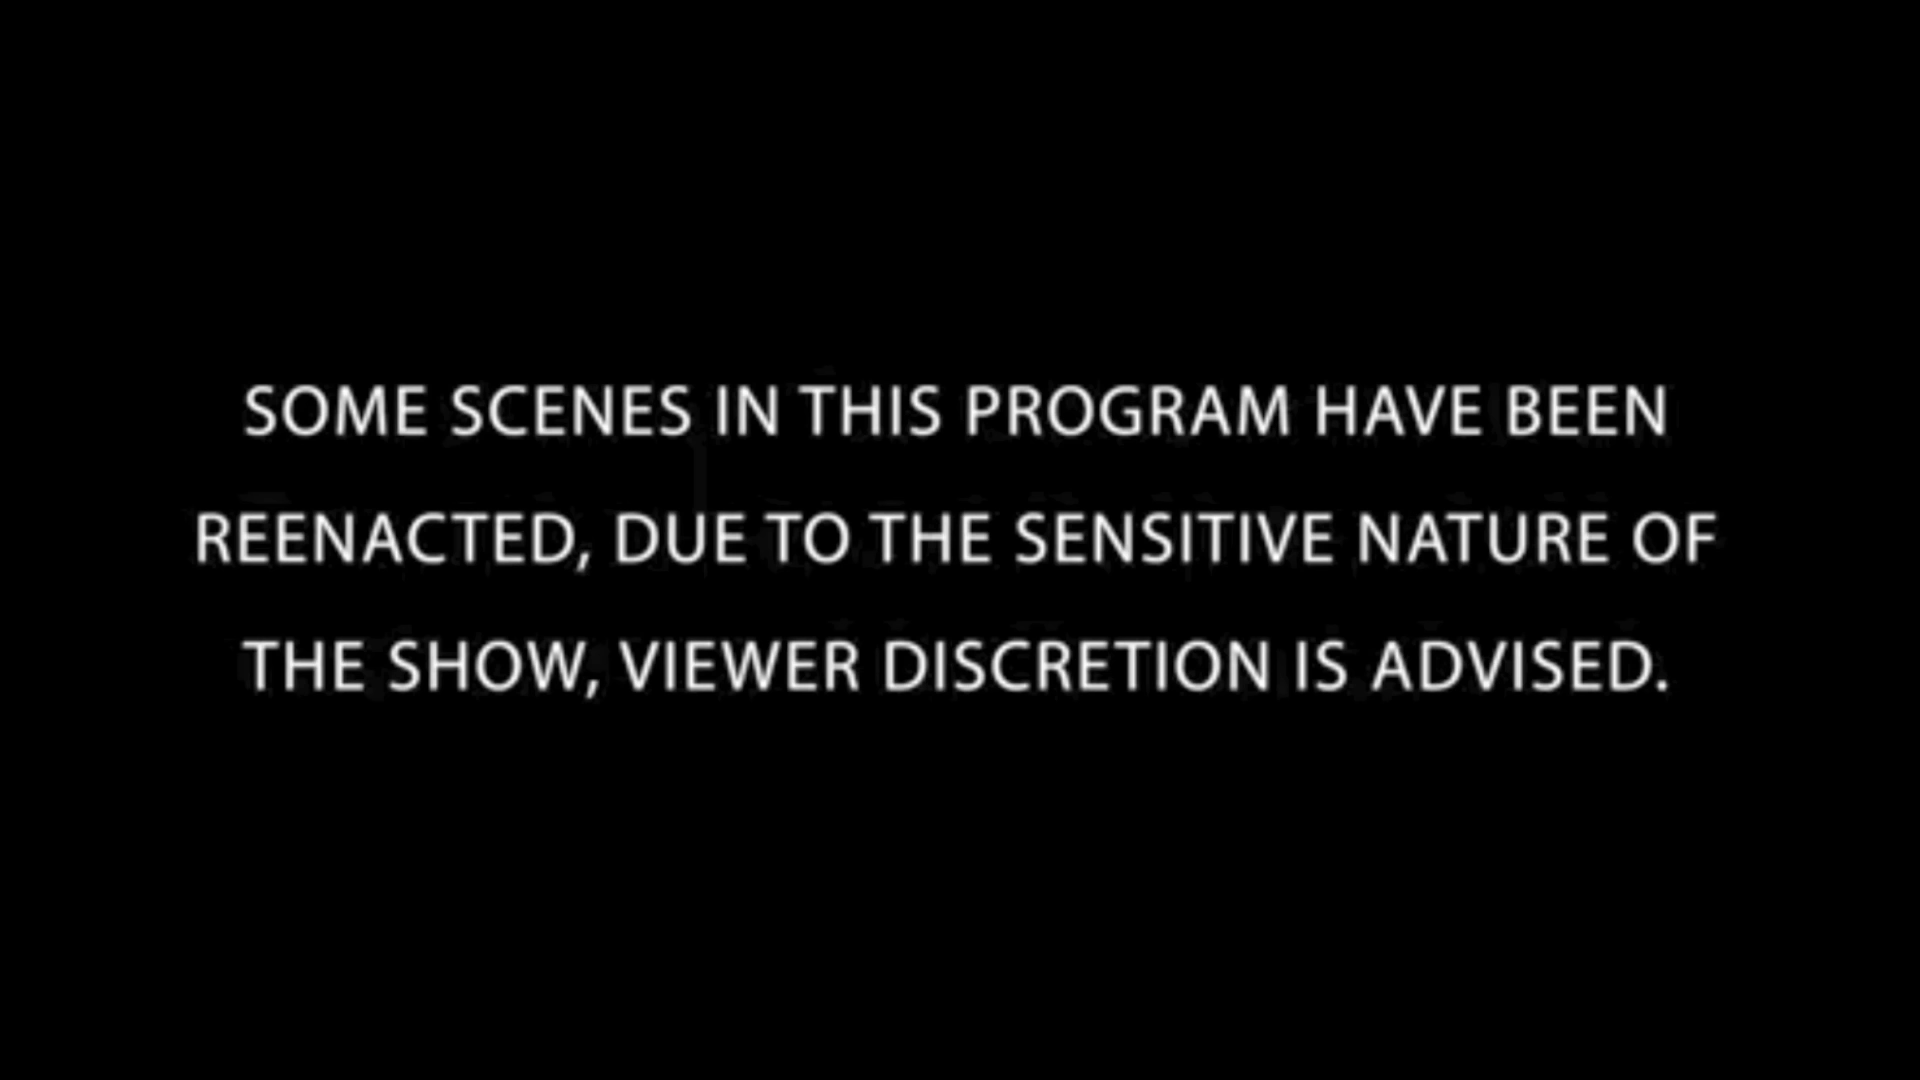 SOME SCENES IN THIS PROGRAM HAVE BEEN
REENACTED, DUE TO THE SENSITIVE NATURE OF
THE SHOW, VIEWER DISCRETION IS ADVISED.